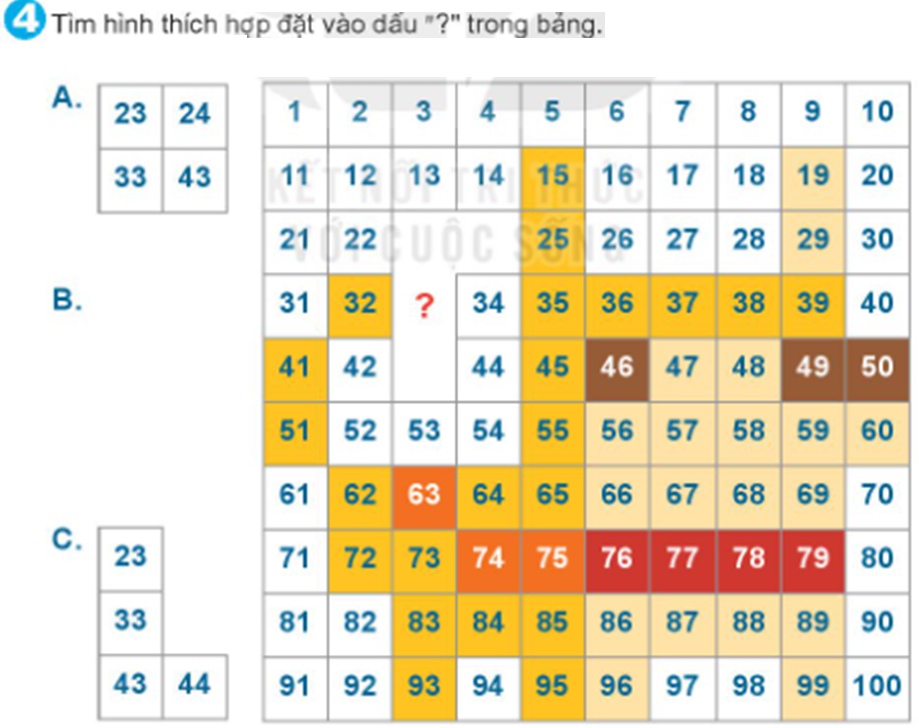 4 Tìm hình thích hợp đặt vào dấu "?" trong bảng.
A.
23 24
33 43
B.
C.
23
33
43 44
1 2 3 4 5 6 7 8 9 10
11 12 13 14 15 16 17 18 19 20
21 22 25 26 27 28 29 30
31 32 ? 34 35 36 37 38 39 40
41 42 44 45 46 47 48 49 50
51 52 53 54 55 56 57 58 59 60
61 62 63 64 65 66 67 68 69 70
71 72 73 74 75 76 77 78 79 80
81 82 83 84 85 86 87 88 89 90
91 92 93 94 95 96 97 98 99 100
KẾT NỐI TRI THỨC
VỚI CUỘC SỐNG